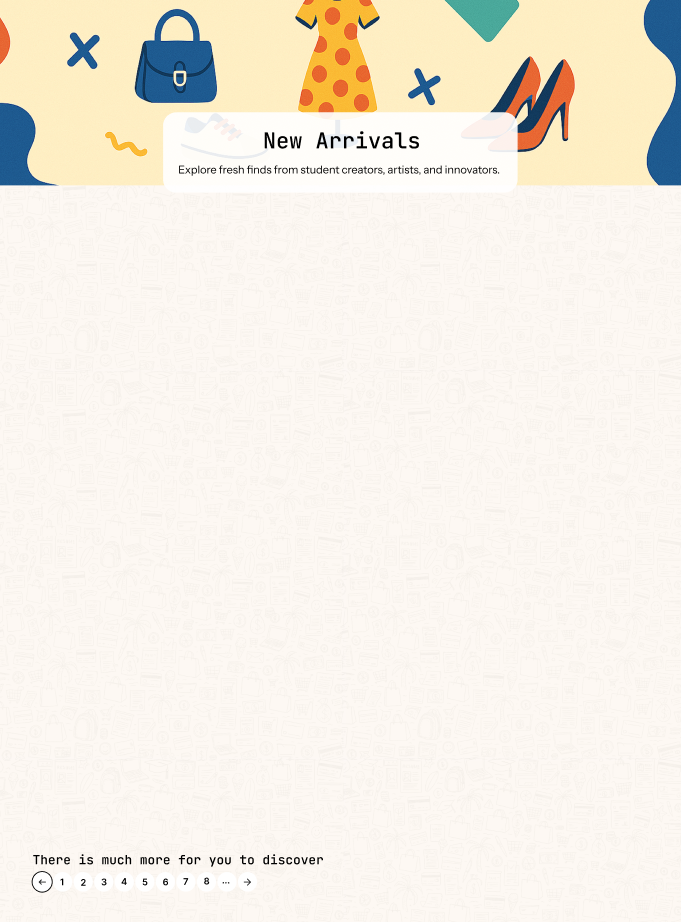 New Arrivals
Explore fresh finds from student creators, artists, and innovators.
There is much more for you to discover
← 1 2 3 4 5 6 7 8 ... →